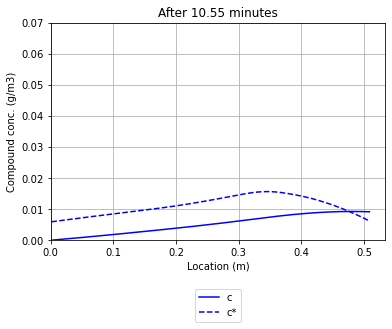 After 10.55 minutes
0.07
0.06
0.05
0.04
0.03
0.02
0.01
0.00
Compound conc. (g/m3)
0.0 0.1 0.2 0.3 0.4 0.5
Location (m)
c
c*